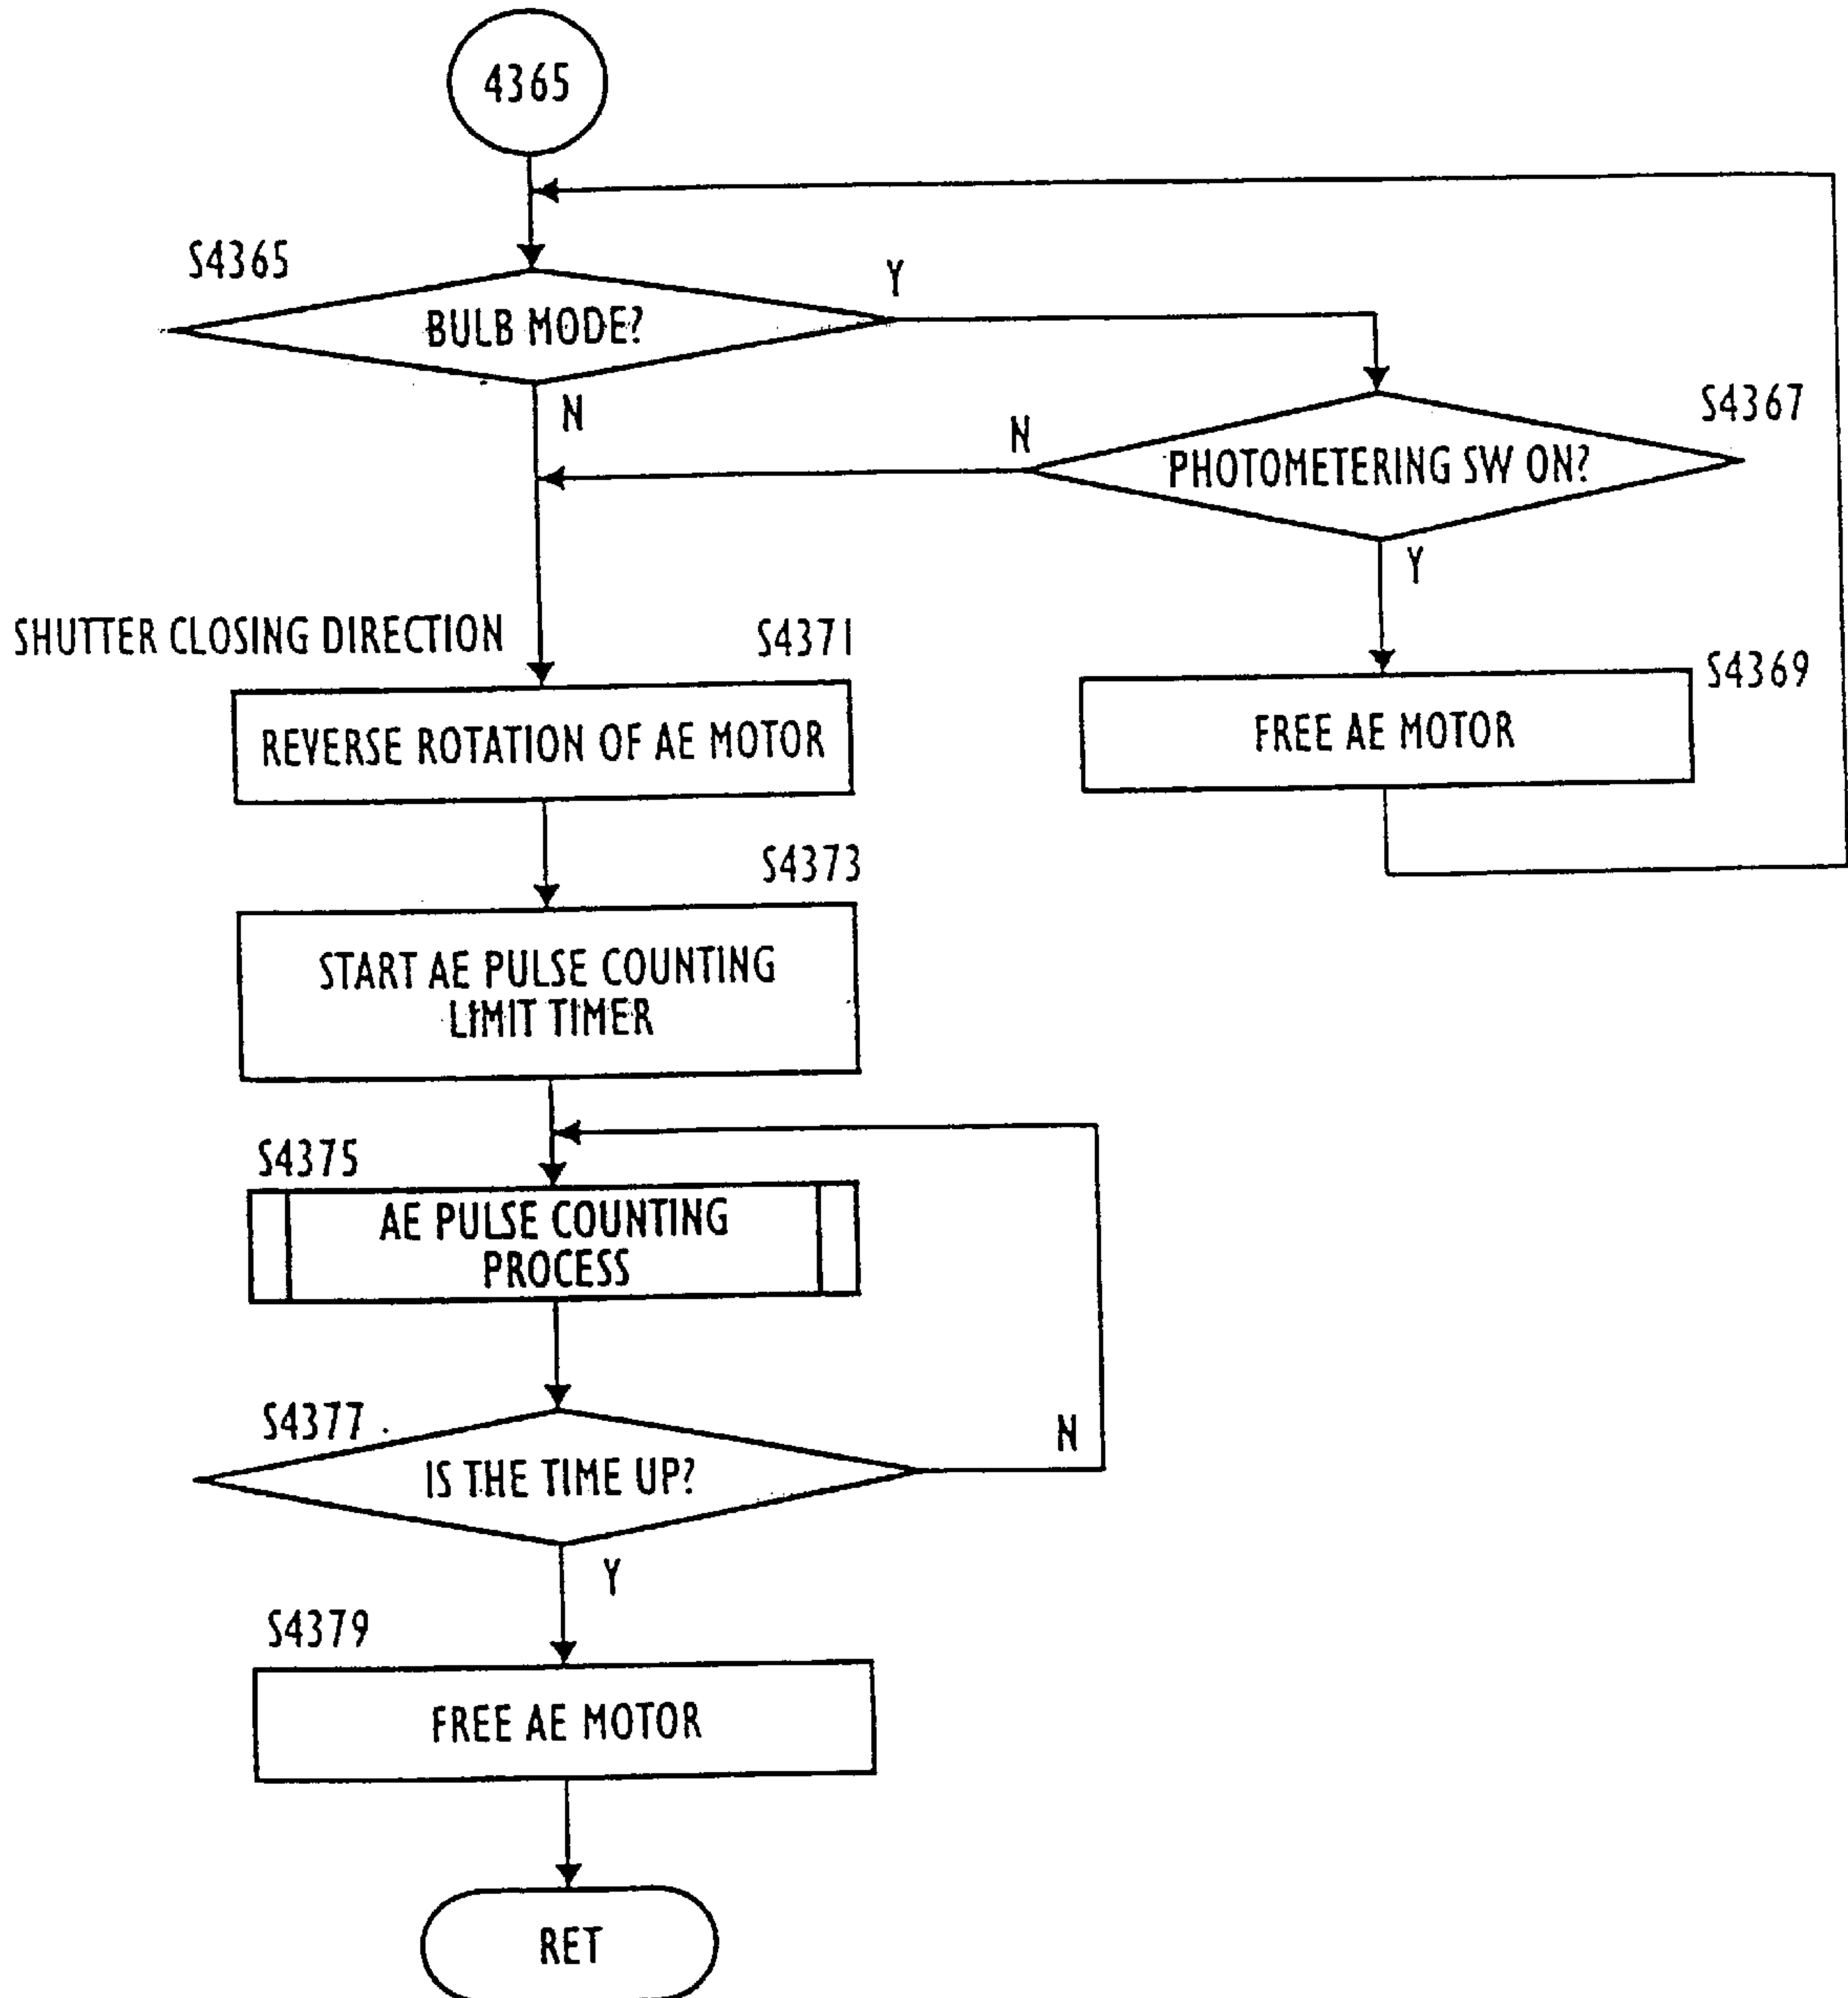 4365
S4365
Y
BULB MODE?
N
S4367
N
PHOTOMETERING SW ON?
Y
SHUTTER CLOSING DIRECTION
S4371
S4369
REVERSE ROTATION OF AE MOTOR
FREE AE MOTOR
S4373
START AE PULSE COUNTING
LIMIT TIMER
S4375
AE PULSE COUNTING
PROCESS
S4377
N
IS THE TIME UP?
Y
S4379
FREE AE MOTOR
RET